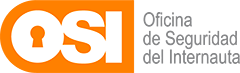 OSI
Oficina
de Seguridad
del Internauta